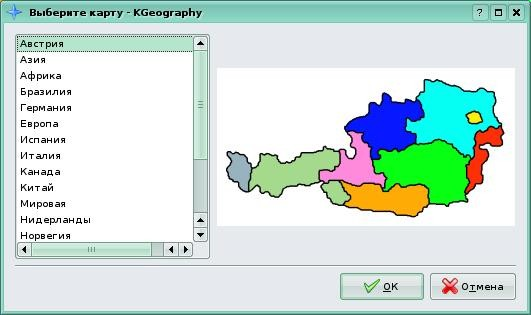 Выберите карту - KGeography
Австрия
Азия
Африка
Бразилия
Германия
Европа
Испания
Италия
Канада
Китай
Мировая
Нидерланды
Норвегия
OK
Отмена